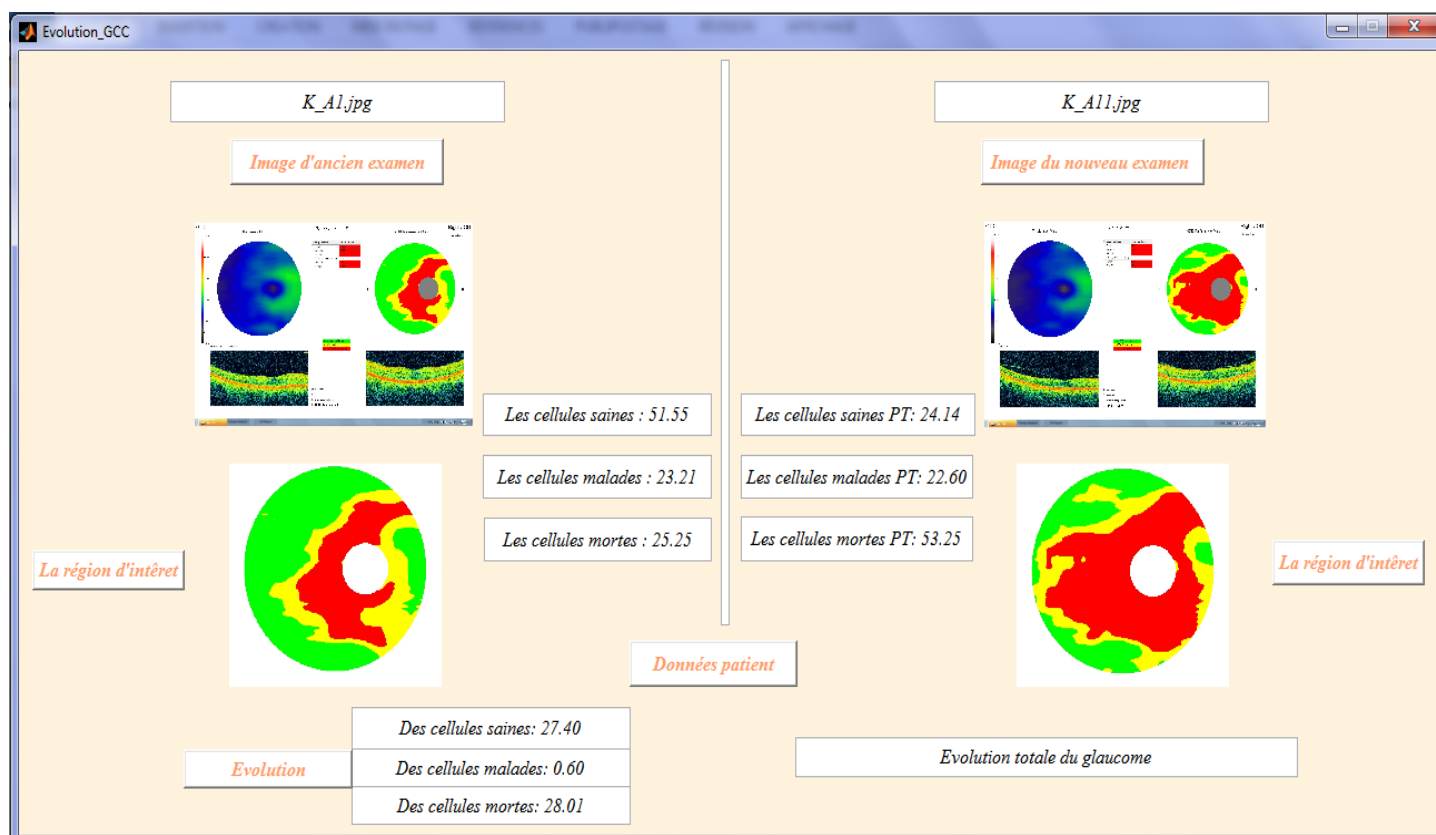 Evolution_GCC
K_A1.jpg
Image d'ancien examen
Les cellules saines : 51.55
Les cellules malades : 23.21
Les cellules mortes : 25.25
La région d'intêret
K_A11.jpg
Image du nouveau examen
Les cellules saines PT: 24.14
Les cellules malades PT: 22.60
Les cellules mortes PT: 53.25
La région d'intêret
Données patient
Evolution
Des cellules saines: 27.40
Des cellules malades: 0.60
Des cellules mortes: 28.01
Evolution totale du glaucome